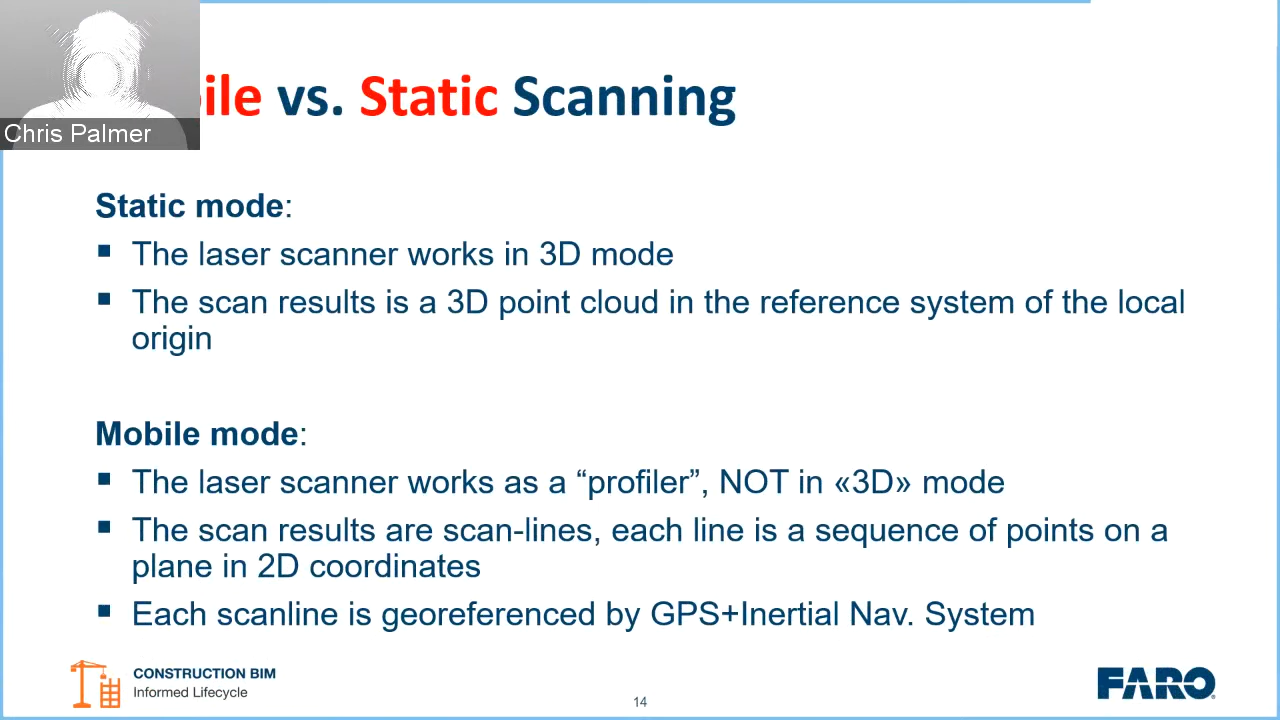 Chris Palmer
ile vs. Static Scanning
Static mode:
▪ The laser scanner works in 3D mode
▪ The scan results is a 3D point cloud in the reference system of the local
origin
Mobile mode:
▪ The laser scanner works as a “profiler”, NOT in «3D» mode
▪ The scan results are scan-lines, each line is a sequence of points on a
plane in 2D coordinates
▪ Each scanline is georeferenced by GPS+Inertial Nav. System
CONSTRUCTION BIM
Informed Lifecycle
14
FARO